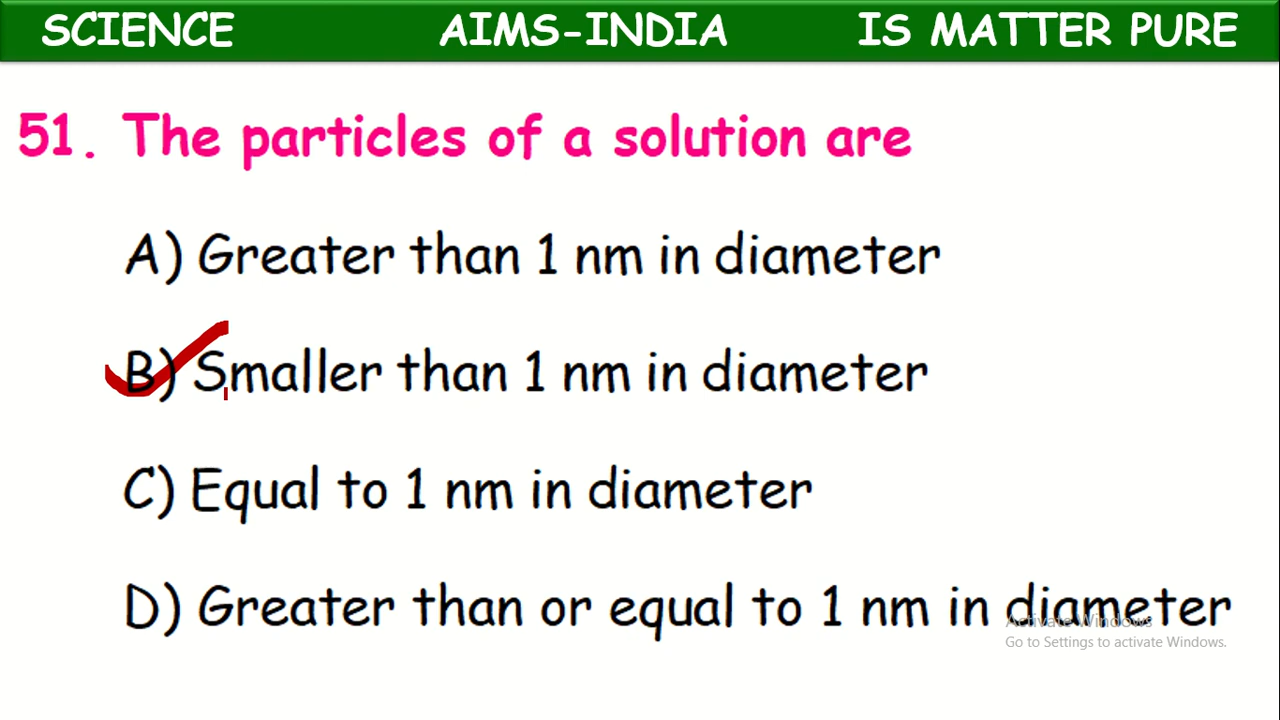 SCIENCE AIMS-INDIA IS MATTER PURE
51. The particles of a solution are
A) Greater than 1 nm in diameter
B) Smaller than 1 nm in diameter
C) Equal to 1 nm in diameter
D) Greater than or equal to 1 nm in diameter
Activate Windows
Go to Settings to activate Windows.